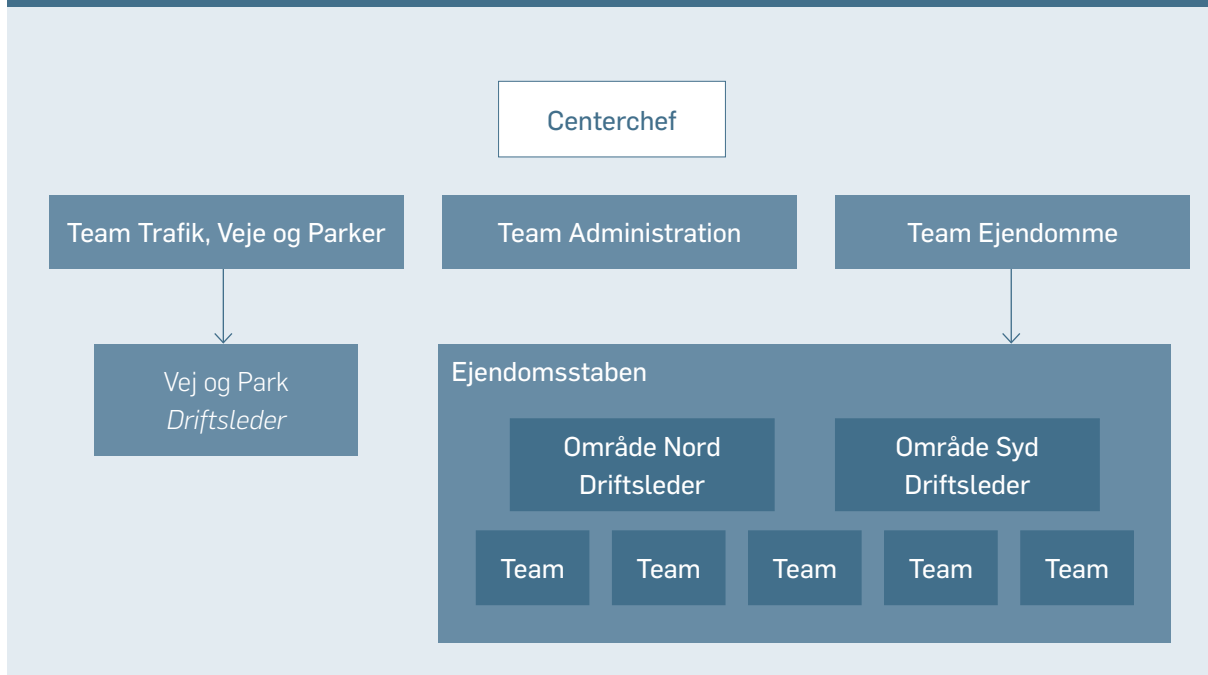 Centerchef
Team Trafik, Veje og Parker
Team Administration
Team Ejendomme
Vej og Park
Driftsleder
Ejendomsstaben
Område Nord
Driftsleder
Område Syd
Driftsleder
Team
Team
Team
Team
Team